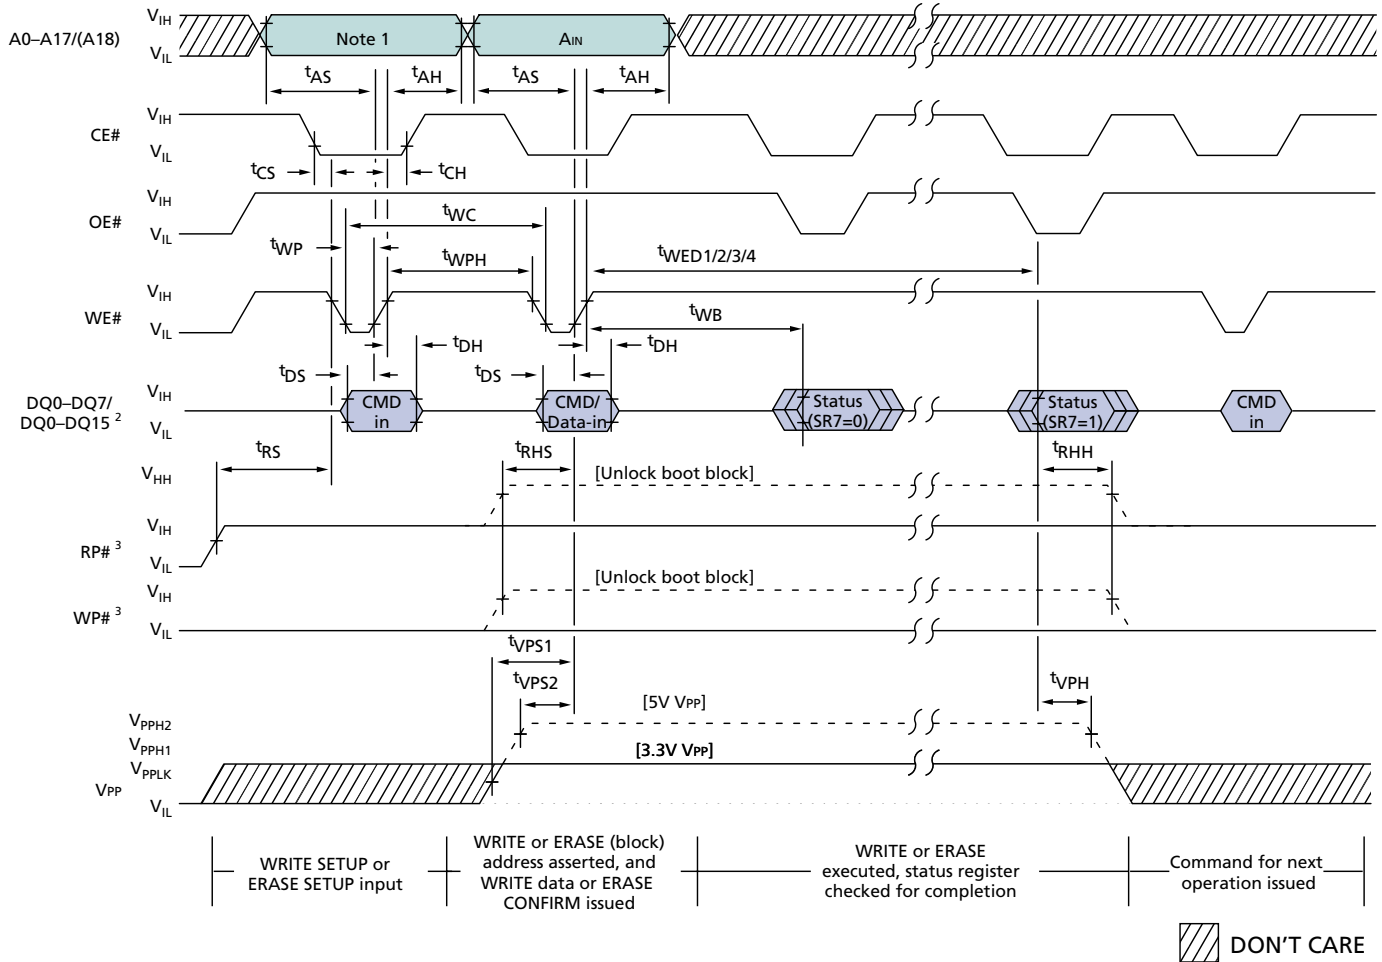 A0–A17/(A18)
VIH
VIL
Note 1
AIN
tAS
tAH
tAS
tAH
CE#
VIH
VIL
tCS
tCH
OE#
VIH
VIL
tWC
tWP
tWPH
tWED1/2/3/4
WE#
VIH
VIL
tWB
tDH
tDH
tDS
tDS
DQ0–DQ7/
DQ0–DQ15 2
VIH
VIL
CMD
in
CMD/
Data-in
Status
(SR7=0)
Status
(SR7=1)
CMD
in
tRS
tRHS
tRHH
VHH
[Unlock boot block]
VIH
RP# 3
VIL
[Unlock boot block]
VIH
WP# 3
VIL
tVPS1
tVPS2
tVPH
[5V VPP]
VPPH2
VPPH1
[3.3V VPP]
VPPLK
VPP
VIL
WRITE SETUP or
ERASE SETUP input
WRITE or ERASE (block)
address asserted, and
WRITE data or ERASE
CONFIRM issued
WRITE or ERASE
executed, status register
checked for completion
Command for next
operation issued
DON'T CARE